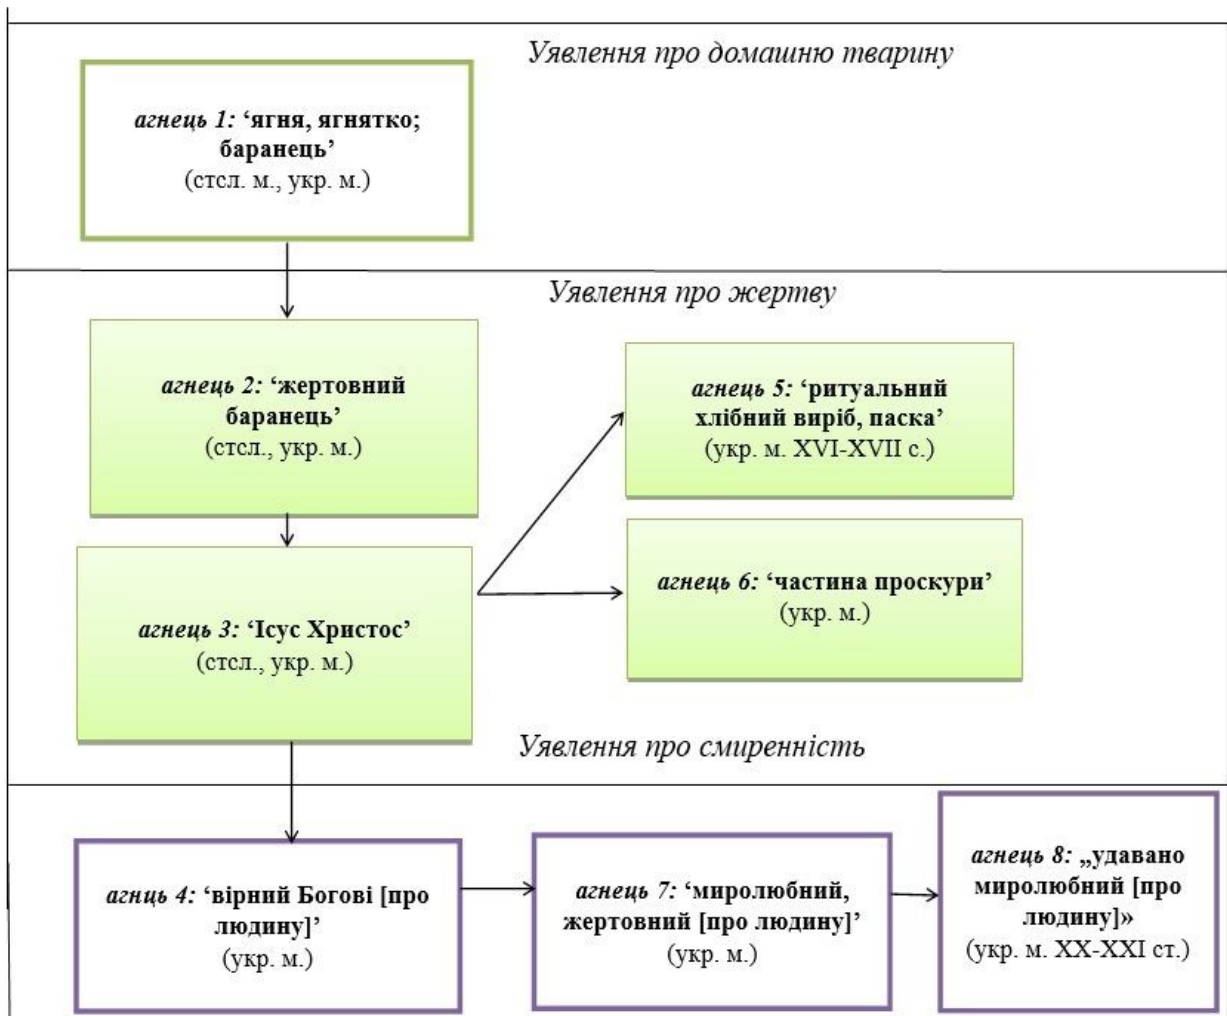 Уявлення про домашню тварину
агнець 1: ‘ягня, ягнятко;
баранець’
(стсл. м., укр. м.)
Уявлення про жертву
агнець 2: ‘жертовний
баранець’
(стсл., укр. м.)
агнець 5: ‘ритуальний
хлібний виріб, паска’
(укр. м. XVI-XVII с.)
агнець 3: ‘Ісус Христос’
(стсл., укр. м.)
агнець 6: ‘частина проскури’
(укр. м.)
Уявлення про смиренність
агнць 4: ‘вірний Богові [про
людину]’
(укр. м.)
агнець 7: ‘миролюбний,
жертовний [про людину]’
(укр. м.)
агнець 8: „удавано
миролюбний [про
людину]»
(укр. м. XX-XXI ст.)